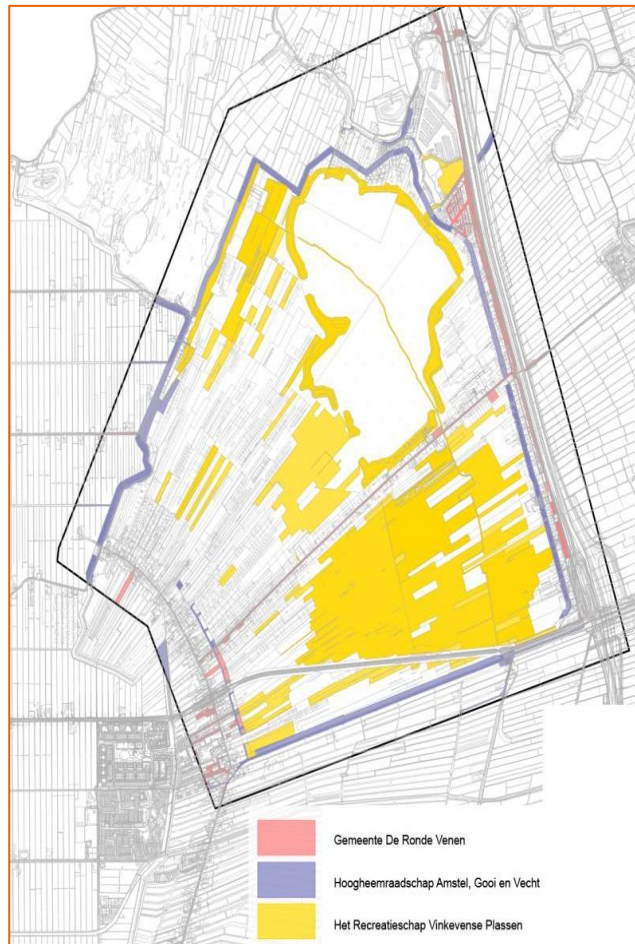 Gemeente De Ronde Venen
Hoogheemraadschap Amstel, Gooi en Vecht
Het Recreatieschap Vinkevense Plassen